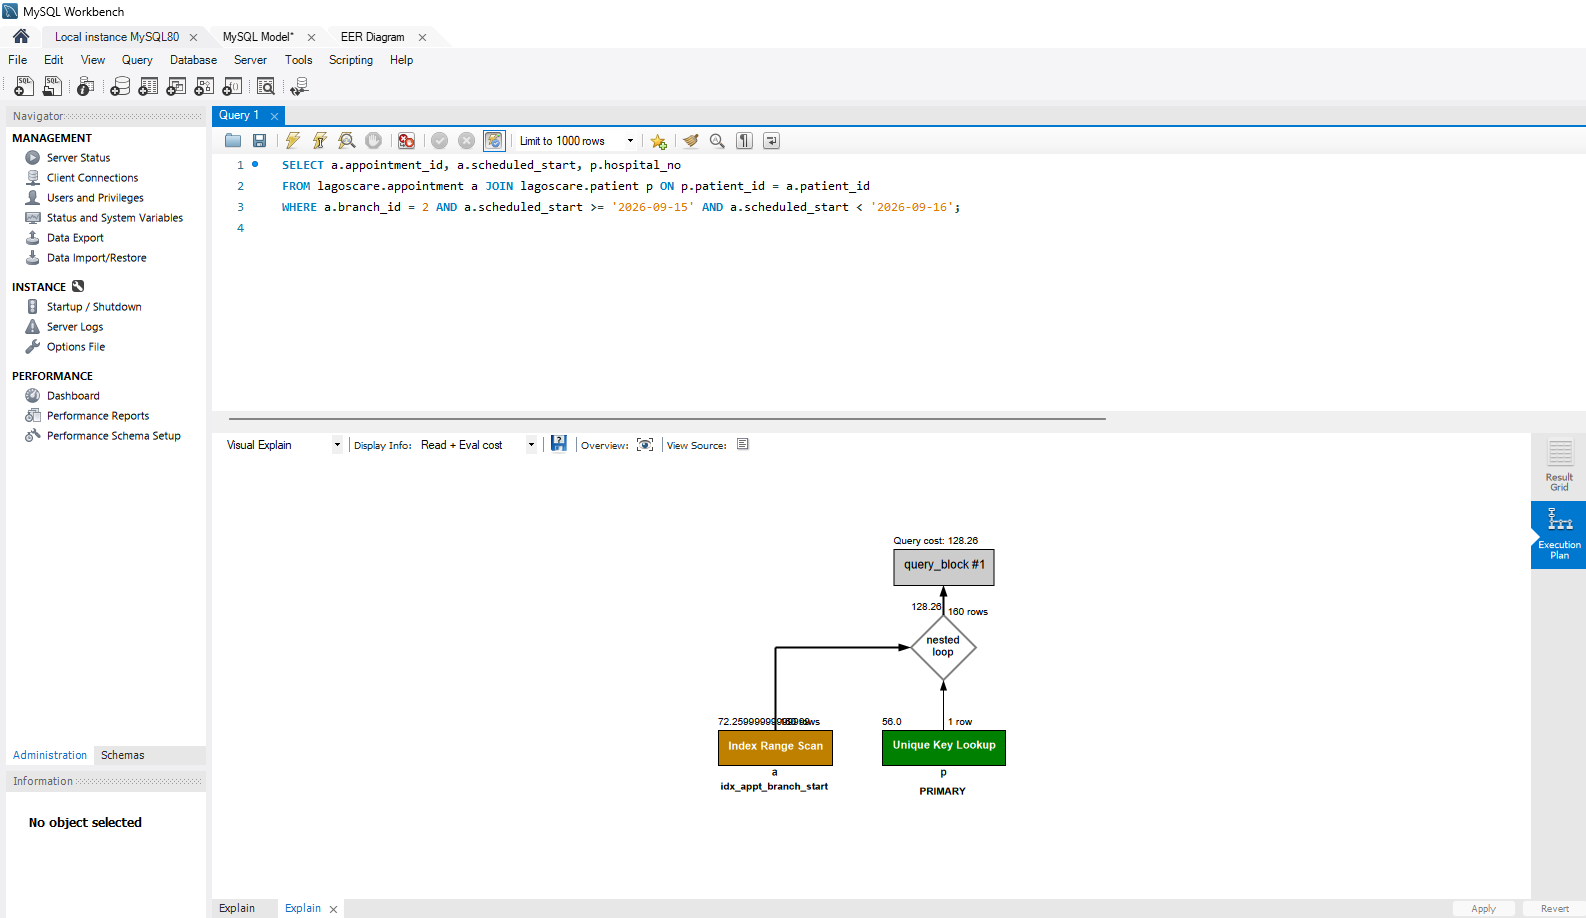 MySQL Workbench
Local instance MySQL80
MySQL Model*
EER Diagram
File Edit View Query Database Server Tools Scripting Help
Navigator
MANAGEMENT
Server Status
Client Connections
Users and Privileges
Status and System Variables
Data Export
Data Import/Restore
INSTANCE
Startup / Shutdown
Server Logs
Options File
PERFORMANCE
Dashboard
Performance Reports
Performance Schema Setup
Administration Schemas
Information
No object selected
Query 1
Limit to 1000 rows
1 SELECT a.appointment_id, a.scheduled_start, p.hospital_no
2 FROM lagoscare.appointment a JOIN lagoscare.patient p ON p.patient_id = a.patient_id
3 WHERE a.branch_id = 2 AND a.scheduled_start >= '2026-09-15' AND a.scheduled_start < '2026-09-16';
4
Visual Explain Display Info: Read + Eval cost Overview: View Source:
Query cost: 128.26
query_block #1
128.26 160 rows
nested
loop
rows
56.0 1 row
Index Range Scan
Unique Key Lookup
a
p
idx_appt_branch_start
PRIMARY
Result
Grid
Execution
Plan
Explain Explain
Apply Revert